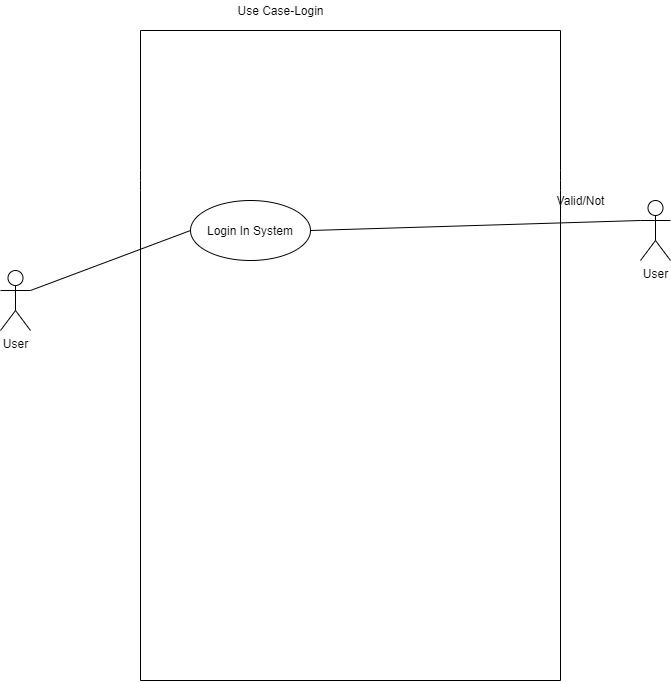 Use Case-Login
Valid/Not
Login In System
User
User